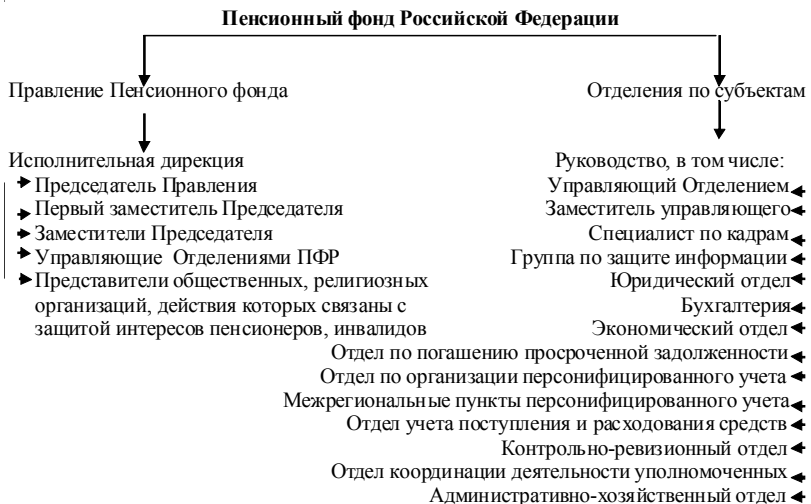 Пенсионный фонд Российской Федерации
Правление Пенсионного фонда
Отделения по субъектам
Исполнительная дирекция
Председатель Правления
Первый заместитель Председателя
Заместители Председателя
Управляющие Отделениями ПФР
Представители общественных, религиозных
организаций, действия которых связаны с
защитой интересов пенсионеров, инвалидов
Руководство, в том числе:
Управляющий Отделением
Заместитель управляющего
Специалист по кадрам
Группа по защите информации
Юридический отдел
Бухгалтерия
Экономический отдел
Отдел по погашению просроченной задолженности
Отдел по организации персонифицированного учета
Межрегиональные пункты персонифицированного учета
Отдел учета поступления и расходования средств
Контрольно-ревизионный отдел
Отдел координации деятельности уполномоченных
Административно-хозяйственный отдел